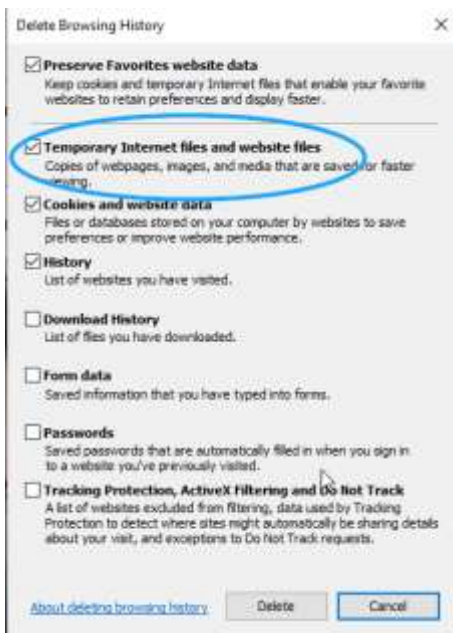 Delete Browsing History
Preserve Favorites website data
Keep cookies and temporary Internet files that enable your favorite
websites to retain preferences and display faster.
Temporary Internet files and website files
Copies of webpages, images, and media that are saved for faster
viewing.
Cookies and website data
Files or databases stored on your computer by websites to save
preferences or improve website performance.
History
List of websites you have visited.
Download History
List of files you have downloaded.
Form data
Saved information that you have typed into forms.
Passwords
Saved passwords that are automatically filled in when you sign in
to a website you've previously visited.
Tracking Protection, ActiveX Filtering and Do Not Track
A list of websites excluded from filtering, data used by Tracking
Protection to detect where sites might automatically be sharing details
about your visit, and exceptions to Do Not Track requests.
About deleting browsing history
Delete
Cancel